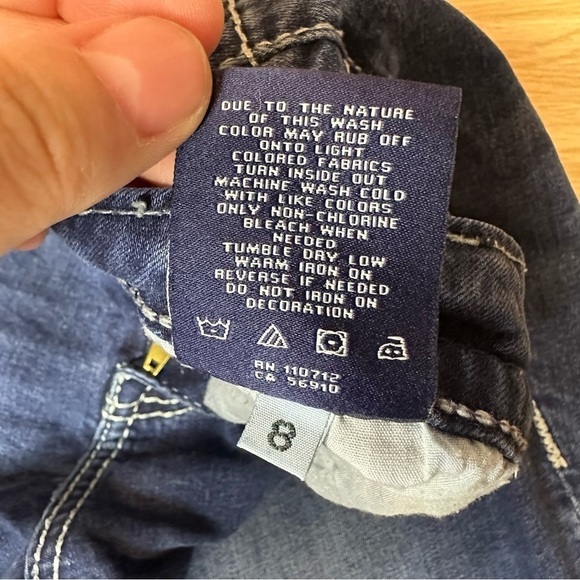 DUE TO THE NATURE
OF THIS WASH
COLOR MAY RUB OFF
ONTO LIGHT
COLORED FABRICS
TURN INSIDE OUT
MACHINE WASH COLD
WITH LIKE COLORS
ONLY NON-CHLORINE
BLEACH WHEN
NEEDED
TUMBLE DRY LOW
WARM IRON ON
REVERSE IF NEEDED
DO NOT IRON ON
DECORATION
RN 110712
CA 56910
8